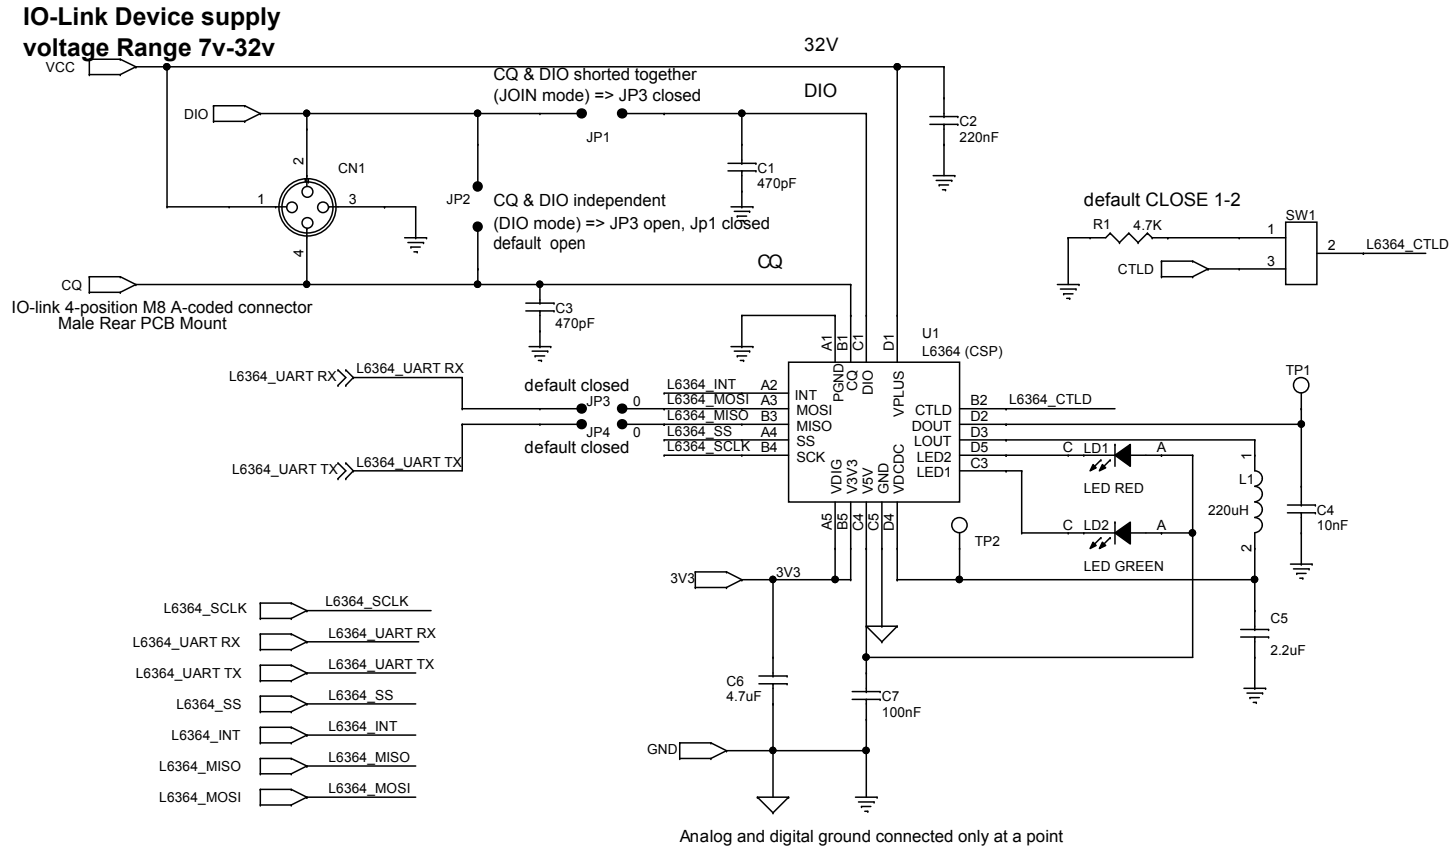 IO-Link Device supply
voltage Range 7v-32v
VCC
32V
CQ & DIO shorted together
(JOIN mode) => JP3 closed
DIO
DIO
JP1
C2
220nF
2
CN1
1
3
4
C1
470pF
JP2
CQ & DIO independent
(DIO mode) => JP3 open, Jp1 closed
default open
default CLOSE 1-2
R1
4.7K
1
SW1
2
L6364_CTLD
3
CTLD
CQ
CQ
IO-link 4-position M8 A-coded connector
Male Rear PCB Mount
C3
470pF
A1
B1
C1
D1
U1
L6364 (CSP)
PGND
CQ
DIO
VPLUS
L6364_UART RX
L6364_UART RX
default closed
JP3
0
JP4
0
default closed
L6364_UART TX
L6364_UART TX
L6364_INT
A2
INT
L6364_MOSI
A3
MOSI
L6364_MISO
B3
MISO
L6364_SS
A4
SS
L6364_SCLK
B4
SCK
CTLD
B2
L6364_CTLD
DOUT
D2
LOUT
D3
LED2
D5
LED1
C3
TP1
C
LD1
A
LED RED
C
LD2
A
LED GREEN
1
L1
220uH
2
C4
10nF
VDIG
V3V3
V5V
GND
VDCDC
A5
B5
C4
C5
D4
TP2
3V3
3V3
C5
2.2uF
C6
4.7uF
C7
100nF
GND
L6364_SCLK
L6364_SCLK
L6364_UART RX
L6364_UART RX
L6364_UART TX
L6364_UART TX
L6364_SS
L6364_SS
L6364_INT
L6364_INT
L6364_MISO
L6364_MISO
L6364_MOSI
L6364_MOSI
Analog and digital ground connected only at a point